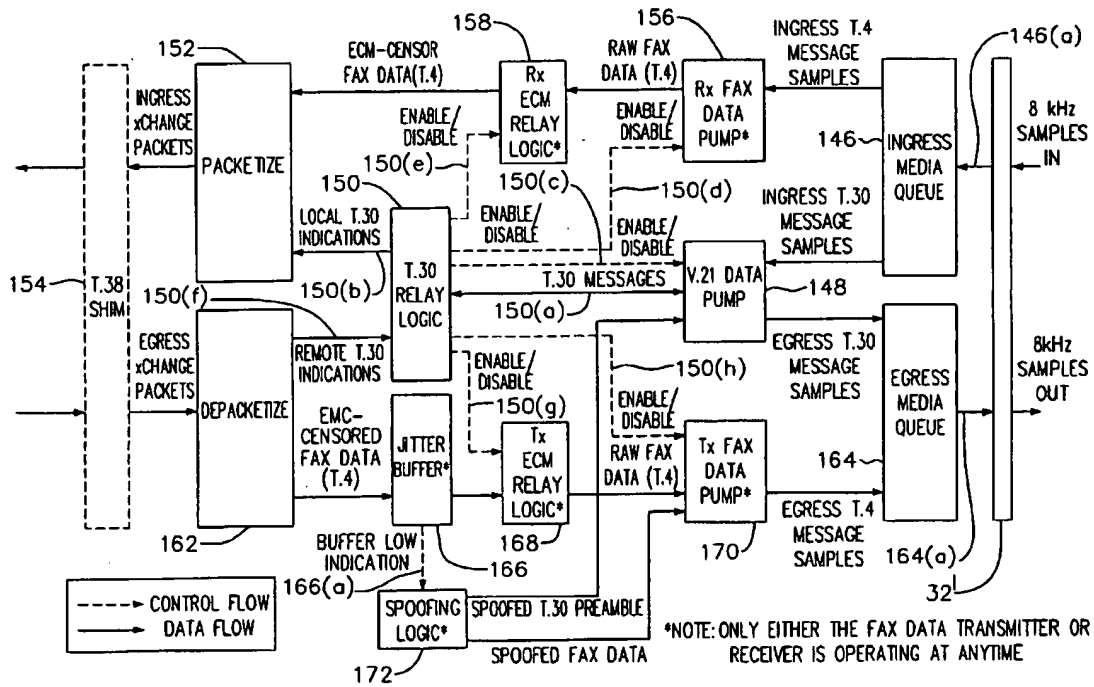 152
158
156
INGRESS T.4
MESSAGE
SAMPLES
146(a)
ECM-CENSOR
FAX DATA(T.4)
Rx
ECM
RELAY
LOGIC*
RAW FAX
DATA (T.4)
Rx FAX
DATA
PUMP*
INGRESS
xCHANGE
PACKETS
ENABLE/
DISABLE
ENABLE/
DISABLE
146
INGRESS
MEDIA
QUEUE
8 kHz
SAMPLES
IN
PACKETIZE
150(e)
150
150(c)
150(d)
INGRESS T.30
MESSAGE
SAMPLES
LOCAL T.30
INDICATIONS
ENABLE/
DISABLE
ENABLE/
DISABLE
154
T.38
SHIM
150(f)
150(b)
T.30
RELAY
LOGIC
T.30 MESSAGES
150(a)
V.21 DATA
PUMP
148
EGRESS
xCHANGE
PACKETS
REMOTE T.30
INDICATIONS
ENABLE/
DISABLE
150(h)
EGRESS T.30
MESSAGE
SAMPLES
EGRESS
MEDIA
QUEUE
8kHz
SAMPLES
OUT
DEPACKETIZE
EMC-
CENSORED
FAX DATA
(T.4)
JITTER
BUFFER*
150(g)
Tx
ECM
RELAY
LOGIC*
ENABLE/
DISABLE
RAW FAX
DATA (T.4)
Tx FAX
DATA
PUMP*
164
162
BUFFER LOW
INDICATION
166(a)
166
168
170
EGRESS T.4
MESSAGE
SAMPLES
164(a)
32
CONTROL FLOW
DATA FLOW
SPOOFING
LOGIC*
SPOOFED T.30 PREAMBLE
SPOOFED FAX DATA
172
*NOTE: ONLY EITHER THE FAX DATA TRANSMITTER OR
RECEIVER IS OPERATING AT ANYTIME